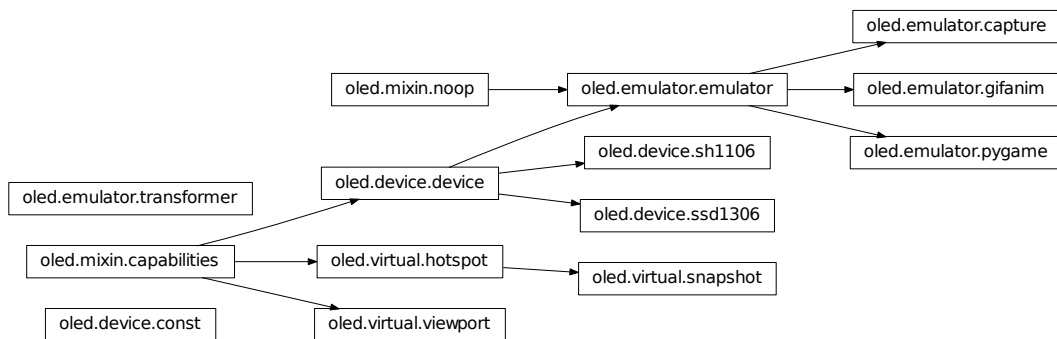 oled.emulator.capture
oled.mixin.noop
oled.emulator.emulator
oled.emulator.gifanim
oled.device.sh1106
oled.emulator.pygame
oled.device.device
oled.emulator.transformer
oled.device.ssd1306
oled.mixin.capabilities
oled.virtual.hotspot
oled.virtual.snapshot
oled.device.const
oled.virtual.viewport